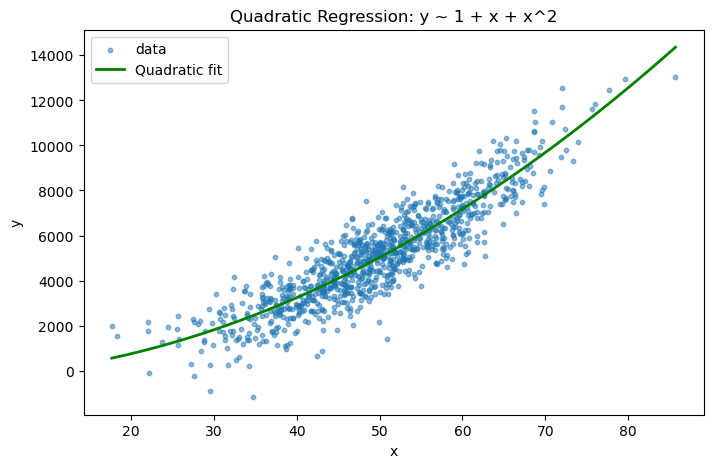 Quadratic Regression: y ~ 1 + x + x^2
data
Quadratic fit
14000
12000
10000
8000
6000
4000
2000
0
y
20 30 40 50 60 70 80
x